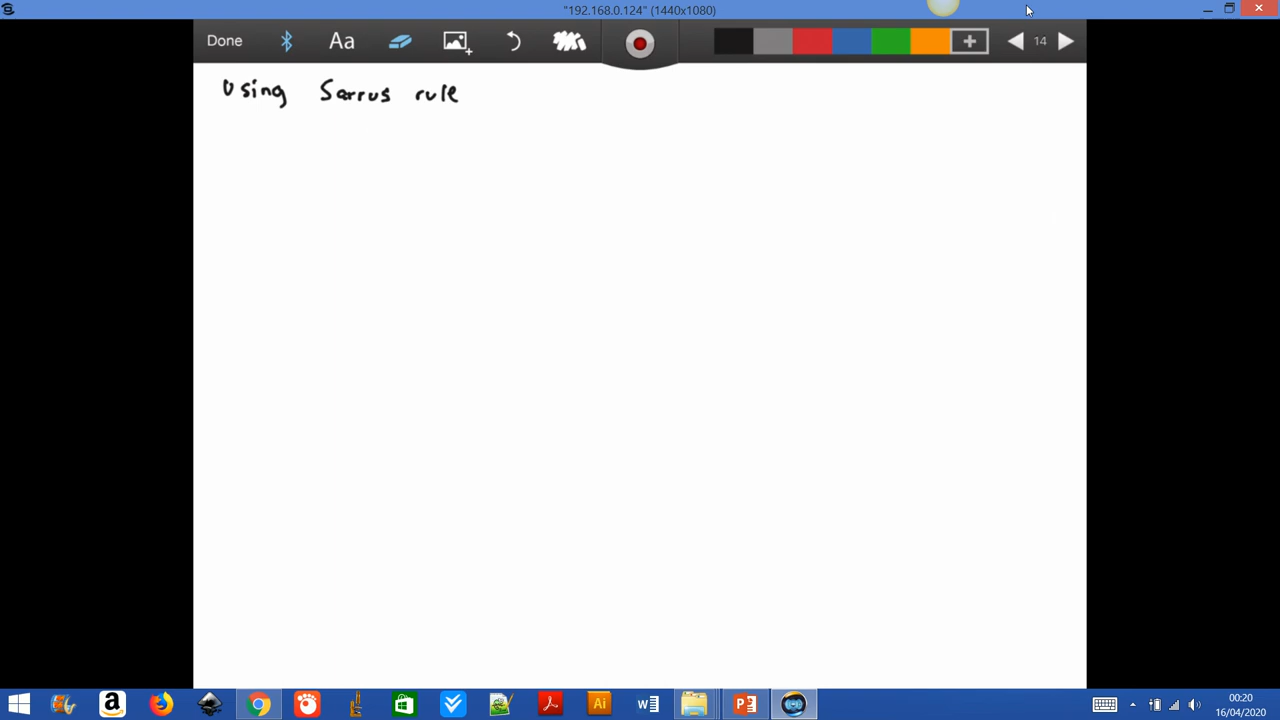 "192.168.0.124" (1440x1080)
Done Aa 14
Using Sarrus rule
00:20
16/04/2020